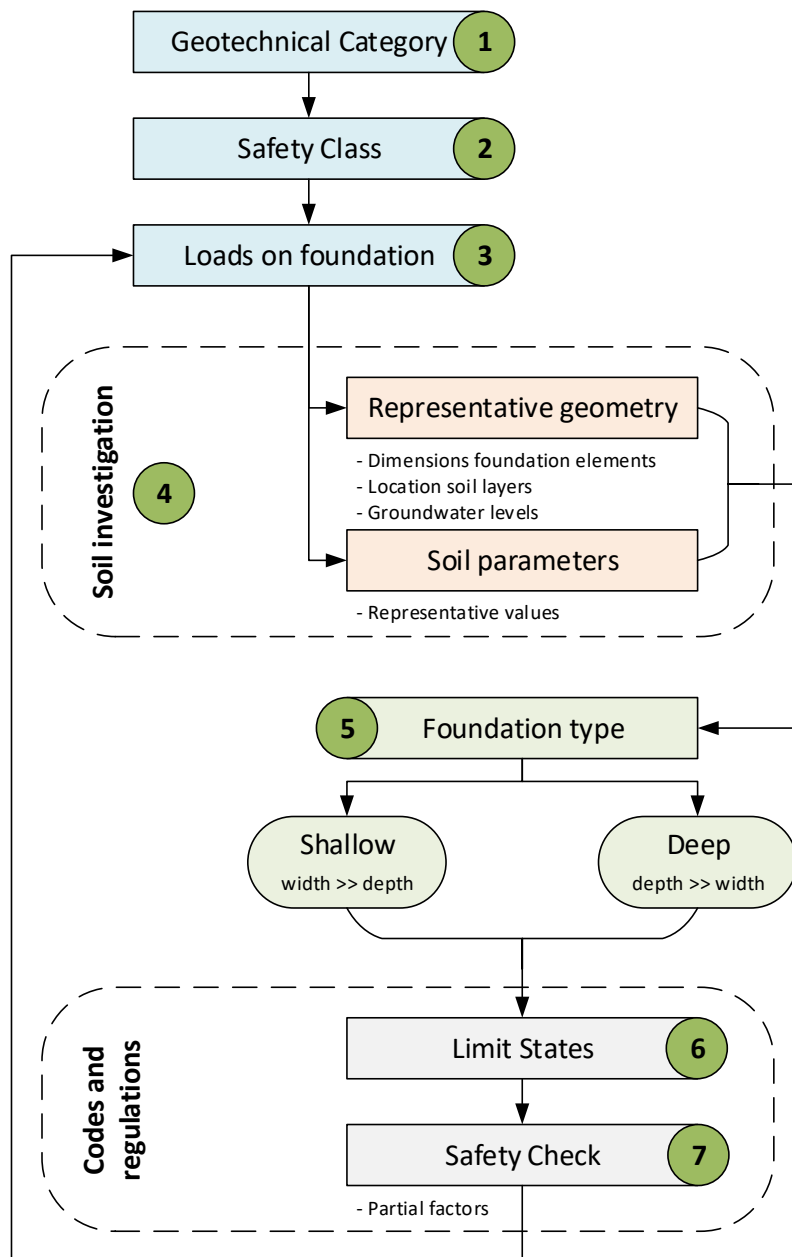 Geotechnical Category
1
Safety Class
2
Loads on foundation
3
Soil investigation
4
Representative geometry
- Dimensions foundation elements
- Location soil layers
- Groundwater levels
Soil parameters
- Representative values
5
Foundation type
Shallow
width >> depth
Deep
depth >> width
Codes and
regulations
Limit States
6
Safety Check
7
- Partial factors